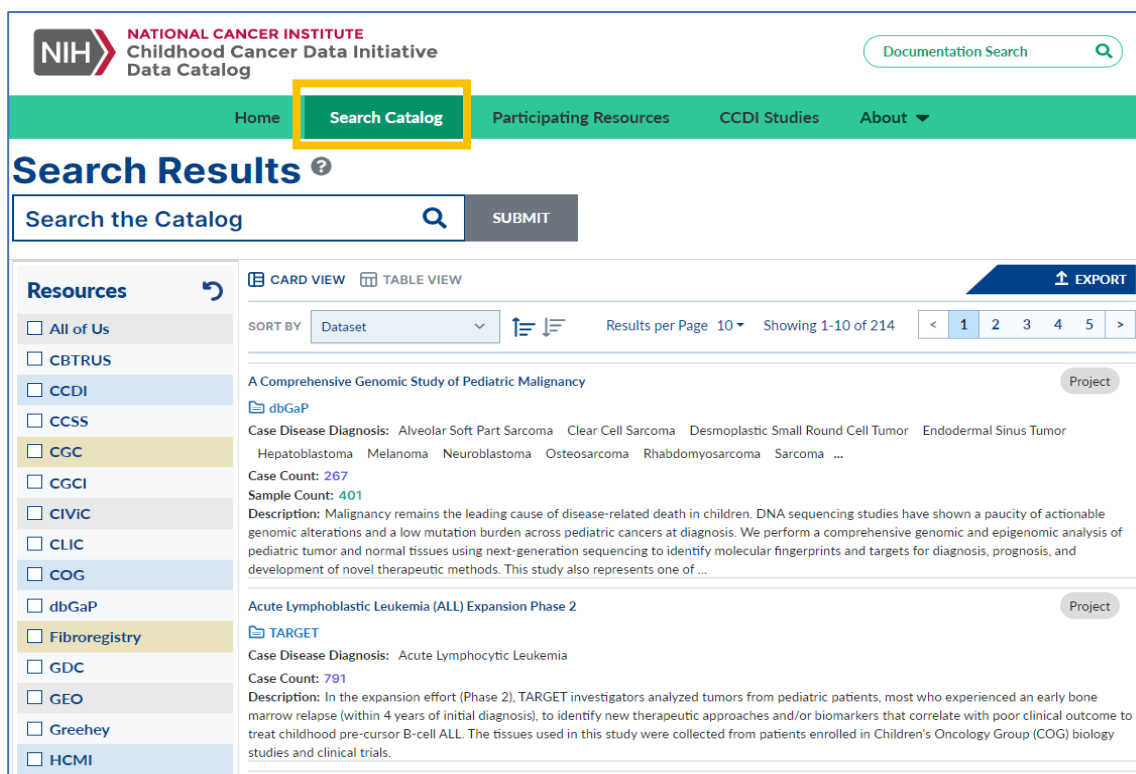 NIH
NATIONAL CANCER INSTITUTE
Childhood Cancer Data Initiative
Data Catalog
Documentation Search
Home Search Catalog Participating Resources CCDI Studies About
Search Results ?
Search the Catalog SUBMIT
Resources
All of Us
CBTRUS
CCDI
CCSS
CGC
CGCI
CIViC
CLIC
COG
dbGaP
Fibroregistry
GDC
GEO
Greehey
HCMI
CARD VIEW TABLE VIEW EXPORT
SORT BY Dataset Results per Page 10 Showing 1-10 of 214 < 1 2 3 4 5 >
A Comprehensive Genomic Study of Pediatric Malignancy Project
dbGaP
Case Disease Diagnosis: Alveolar Soft Part Sarcoma Clear Cell Sarcoma Desmoplastic Small Round Cell Tumor Endodermal Sinus Tumor
Hepatoblastoma Melanoma Neuroblastoma Osteosarcoma Rhabdomyosarcoma Sarcoma ...
Case Count: 267
Sample Count: 401
Description: Malignancy remains the leading cause of disease-related death in children. DNA sequencing studies have shown a paucity of actionable
genomic alterations and a low mutation burden across pediatric cancers at diagnosis. We perform a comprehensive genomic and epigenomic analysis of
pediatric tumor and normal tissues using next-generation sequencing to identify molecular fingerprints and targets for diagnosis, prognosis, and
development of novel therapeutic methods. This study also represents one of ...
Acute Lymphoblastic Leukemia (ALL) Expansion Phase 2 Project
TARGET
Case Disease Diagnosis: Acute Lymphocytic Leukemia
Case Count: 791
Description: In the expansion effort (Phase 2), TARGET investigators analyzed tumors from pediatric patients, most who experienced an early bone
marrow relapse (within 4 years of initial diagnosis), to identify new therapeutic approaches and/or biomarkers that correlate with poor clinical outcome to
treat childhood pre-cursor B-cell ALL. The tissues used in this study were collected from patients enrolled in Children's Oncology Group (COG) biology
studies and clinical trials.